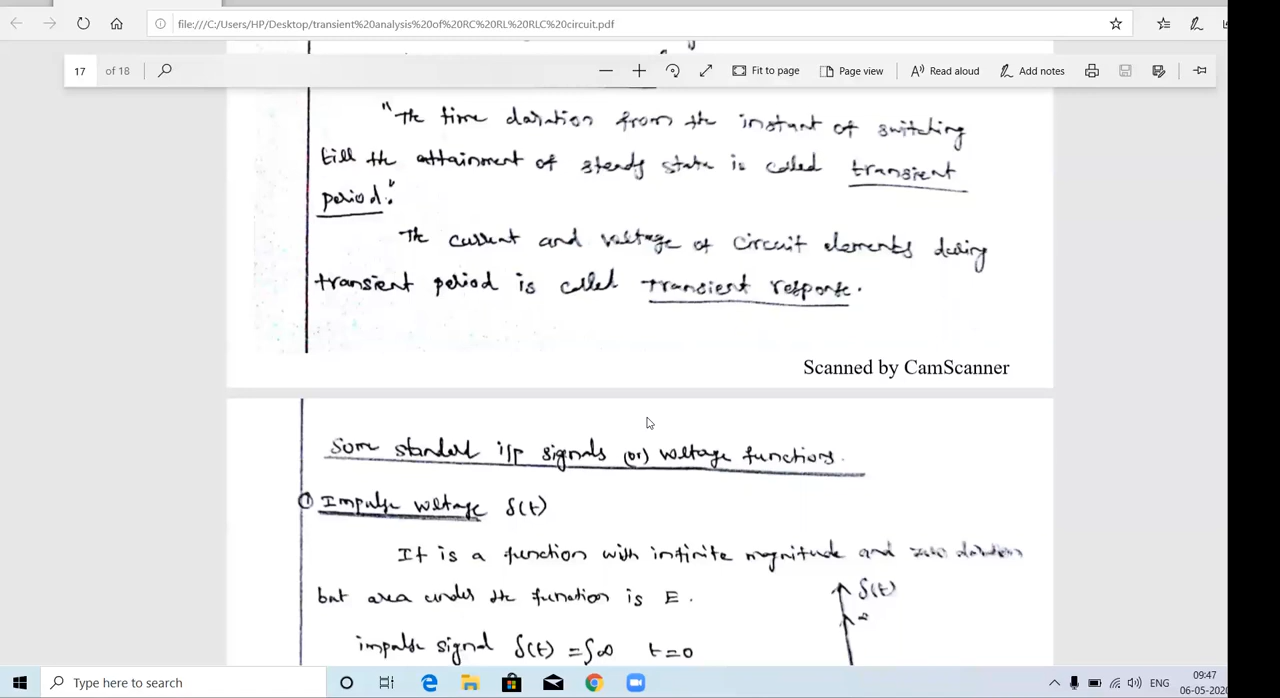 file:///C:/Users/HP/Desktop/transient%20analysis%20of%20RC%20RL%20RLC%20circuit.pdf
17 of 18 Fit to page Page view Read aloud Add notes
"The time duration from the instant of switching
till the attainment of steady state is called transient
period."
The current and voltage of circuit elements during
transient period is called transient response.
Scanned by CamScanner
Some standard i/p signals (or) voltage functions.
① Impulse voltage δ(t)
It is a function with infinite magnitude and zero duration
but area under the function is E.
δ(t)
∞
impulse signal δ(t) = { ∞ t=0
Type here to search
ENG
09:47
06-05-202